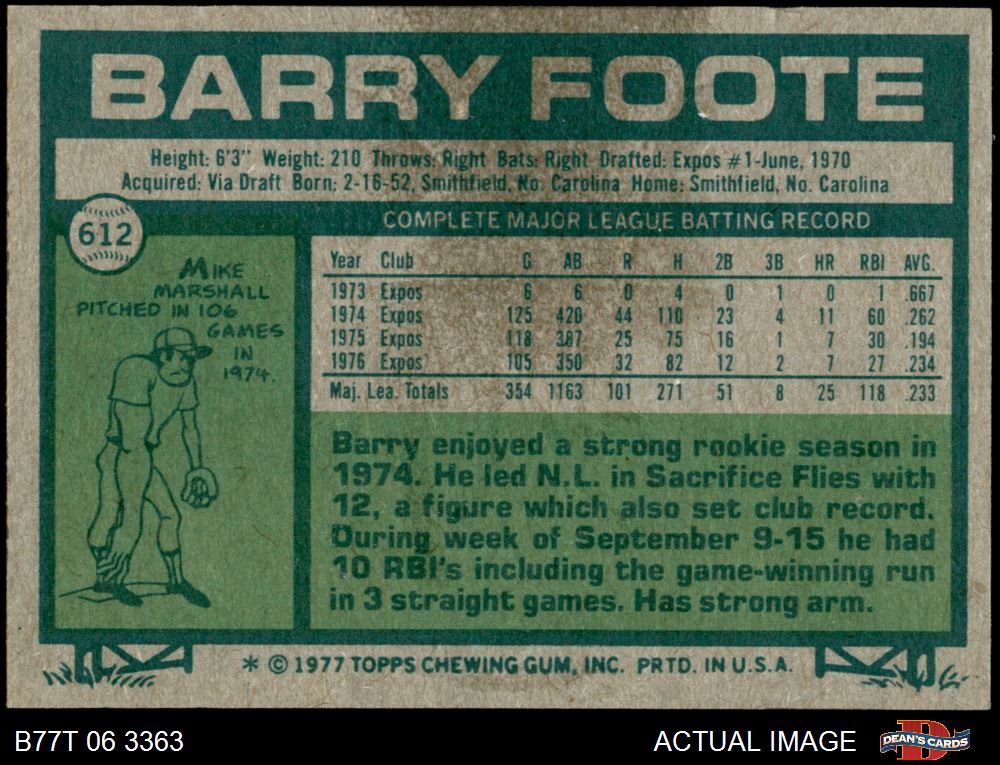 BARRY FOOTE
Height: 6'3" Weight: 210 Throws: Right Bats: Right Drafted: Expos #1-June, 1970
Acquired: Via Draft Born: 2-16-52, Smithfield, No. Carolina Home: Smithfield, No. Carolina
612
MIKE
MARSHALL
PITCHED IN 106
GAMES
IN
1974.
COMPLETE MAJOR LEAGUE BATTING RECORD
Year Club G AB R H 2B 3B HR RBI AVG.
1973 Expos 6 6 0 4 0 1 0 1 .667
1974 Expos 125 420 44 110 23 4 11 60 .262
1975 Expos 118 387 25 75 16 1 7 30 .194
1976 Expos 105 350 32 82 12 2 7 27 .234
Maj. Lea. Totals 354 1163 101 271 51 8 25 118 .233
Barry enjoyed a strong rookie season in
1974. He led N.L. in Sacrifice Flies with
12, a figure which also set club record.
During week of September 9-15 he had
10 RBI's including the game-winning run
in 3 straight games. Has strong arm.
* © 1977 TOPPS CHEWING GUM, INC. PRTD. IN U.S.A.
B77T 06 3363
ACTUAL IMAGE
DEAN'S CARDS